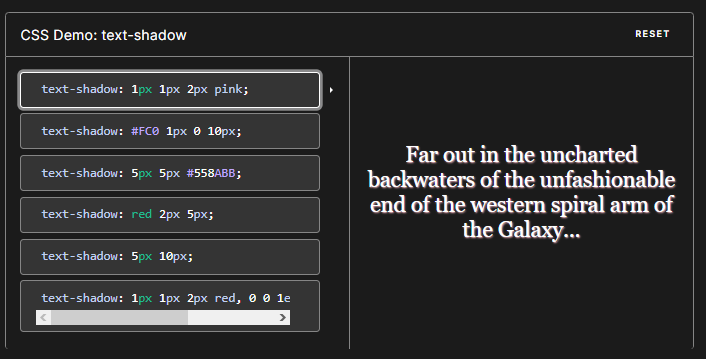 CSS Demo: text-shadow
RESET
text-shadow: 1px 1px 2px pink;
text-shadow: #FC0 1px 0 10px;
text-shadow: 5px 5px #558ABB;
text-shadow: red 2px 5px;
text-shadow: 5px 10px;
text-shadow: 1px 1px 2px red, 0 0 1e
Far out in the uncharted
backwaters of the unfashionable
end of the western spiral arm of
the Galaxy…